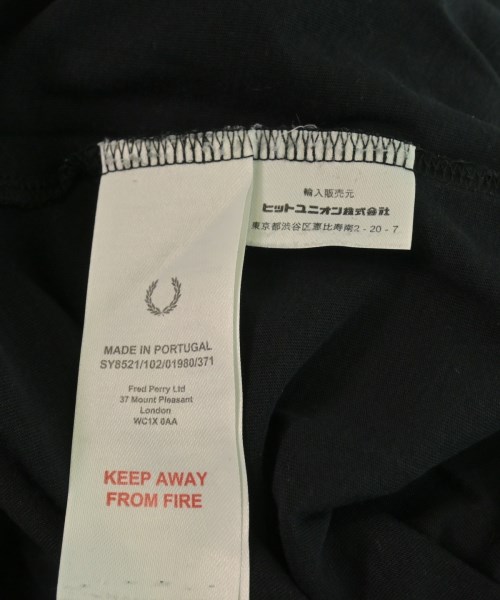 輸入販売元
ヒットユニオン株式会社
東京都渋谷区恵比寿南2-20-7
MADE IN PORTUGAL
SY8521/102/01980/371
Fred Perry Ltd
37 Mount Pleasant
London
WC1X 0AA
KEEP AWAY
FROM FIRE